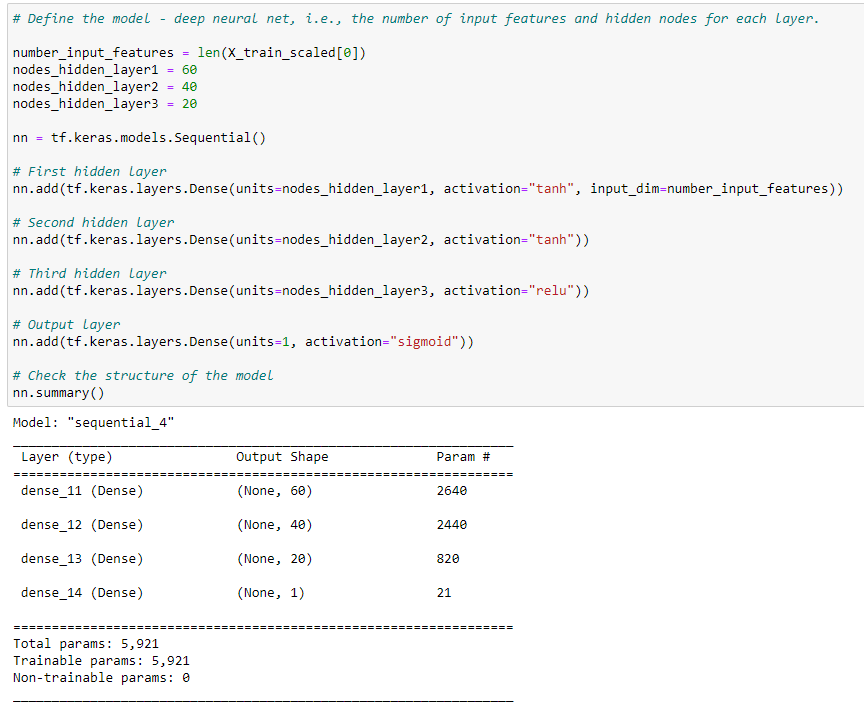 # Define the model - deep neural net, i.e., the number of input features and hidden nodes for each layer.
number_input_features = len(X_train_scaled[0])
nodes_hidden_layer1 = 60
nodes_hidden_layer2 = 40
nodes_hidden_layer3 = 20
nn = tf.keras.models.Sequential()
# First hidden layer
nn.add(tf.keras.layers.Dense(units=nodes_hidden_layer1, activation="tanh", input_dim=number_input_features))
# Second hidden layer
nn.add(tf.keras.layers.Dense(units=nodes_hidden_layer2, activation="tanh"))
# Third hidden layer
nn.add(tf.keras.layers.Dense(units=nodes_hidden_layer3, activation="relu"))
# Output layer
nn.add(tf.keras.layers.Dense(units=1, activation="sigmoid"))
# Check the structure of the model
nn.summary()
Model: "sequential_4"
_________________________________________________________________
Layer (type) Output Shape Param #
=================================================================
dense_11 (Dense) (None, 60) 2640
dense_12 (Dense) (None, 40) 2440
dense_13 (Dense) (None, 20) 820
dense_14 (Dense) (None, 1) 21
=================================================================
Total params: 5,921
Trainable params: 5,921
Non-trainable params: 0
_________________________________________________________________